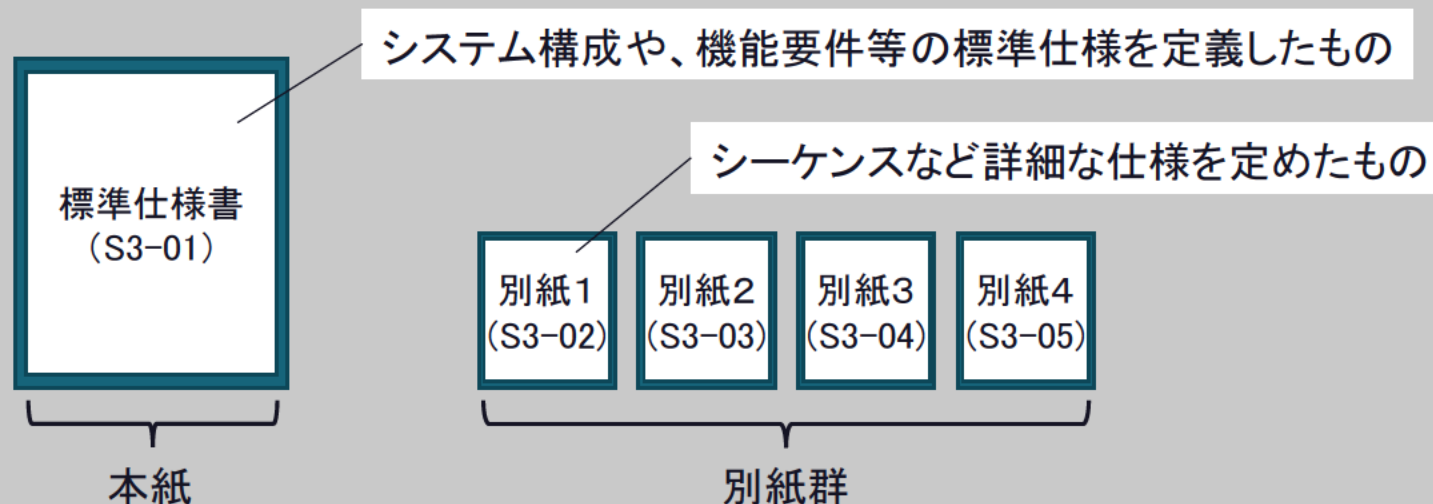 システム構成や、機能要件等の標準仕様を定義したもの
シーケンスなど詳細な仕様を定めたもの
標準仕様書
(S3-01)
別紙1
(S3-02)
別紙2
(S3-03)
別紙3
(S3-04)
別紙4
(S3-05)
本紙
別紙群